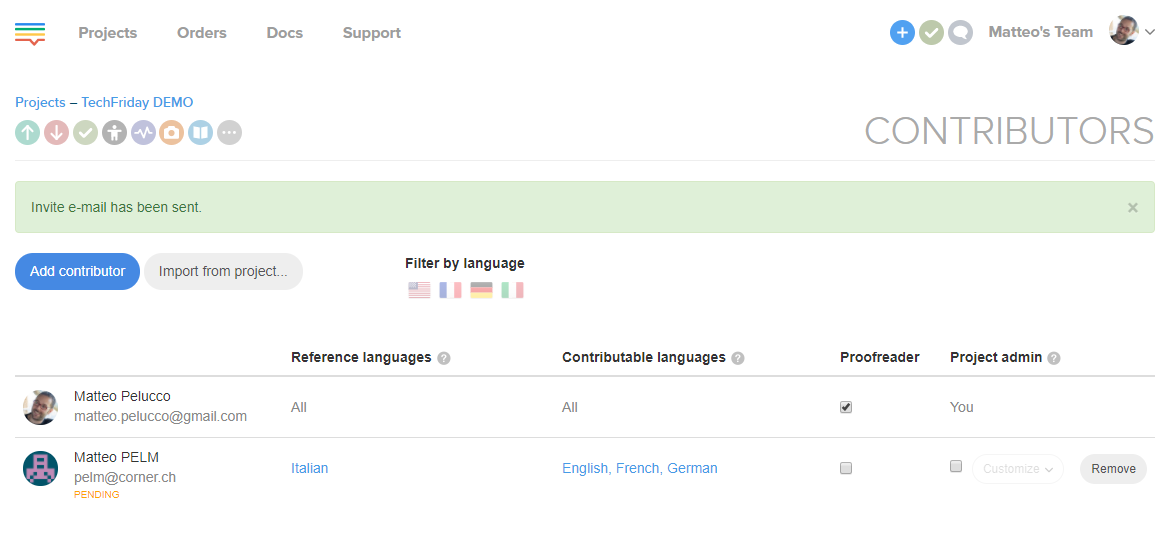 Projects Orders Docs Support Matteo's Team
Projects – TechFriday DEMO
CONTRIBUTORS
Invite e-mail has been sent. ×
Add contributor Import from project... Filter by language
Reference languages ? Contributable languages ? Proofreader Project admin ?
Matteo Pelucco
matteo.pelucco@gmail.com All All You
Matteo PELM
pelm@corner.ch Italian English, French, German Customize Remove
PENDING